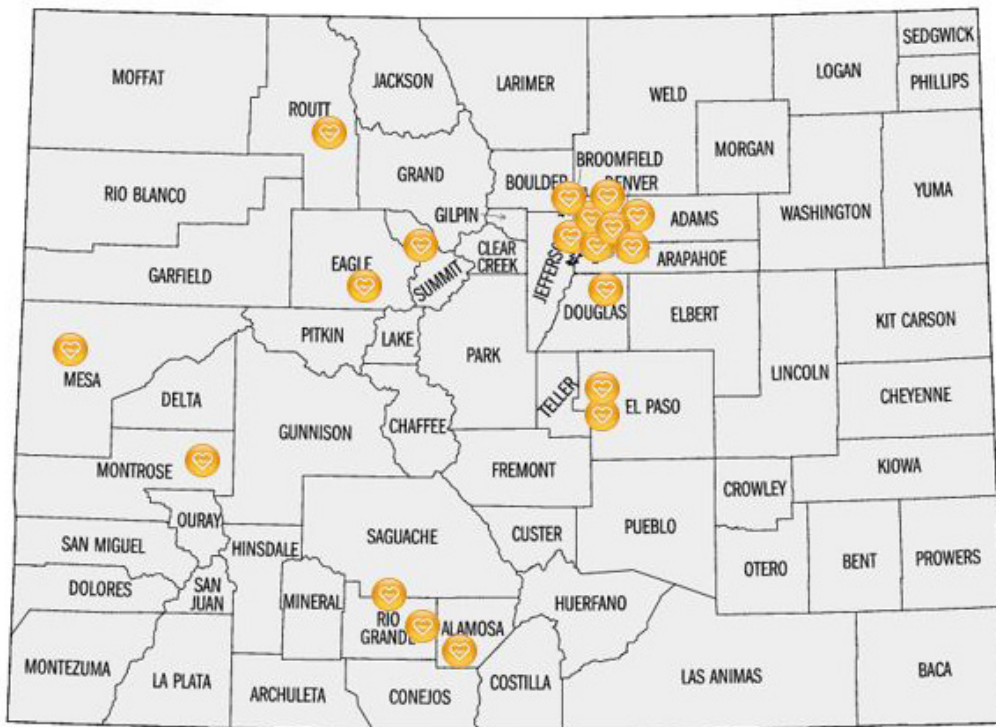 SEDGWICK
LOGAN
MOFFAT
JACKSON
LARIMER
PHILLIPS
WELD
ROUTT
MORGAN
BROOMFIELD
GRAND
BOULDER
DENVER
YUMA
RIO BLANCO
GILPIN
ADAMS
WASHINGTON
CLEAR
CREEK
ARAPAHOE
EAGLE
GARFIELD
SUMMIT
DOUGLAS
ELBERT
KIT CARSON
PITKIN
LAKE
PARK
MESA
LINCOLN
CHEYENNE
DELTA
TELLER
EL PASO
CHAFFEE
GUNNISON
MONTROSE
FREMONT
KIOWA
CROWLEY
OURAY
SAGUACHE
CUSTER
PUEBLO
SAN MIGUEL
HINSDALE
OTERO
BENT
PROWERS
DOLORES
SAN
JUAN
MINERAL
RIO
GRANDE
ALAMOSA
HUERFANO
MONTEZUMA
LA PLATA
ARCHULETA
CONEJOS
COSTILLA
LAS ANIMAS
BACA